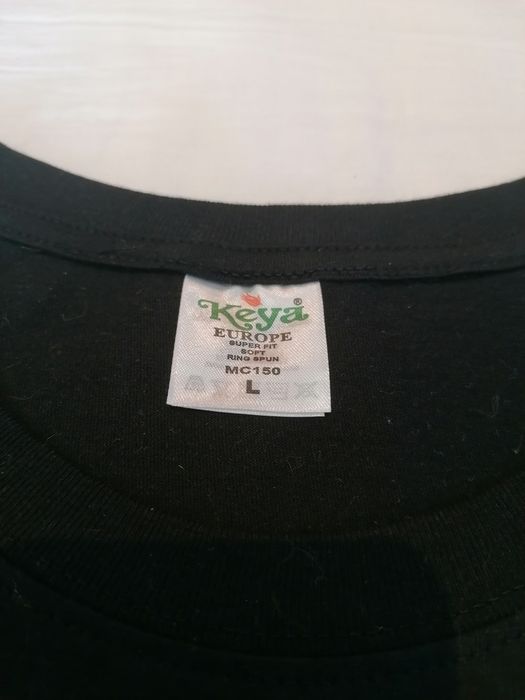 Keya®
EUROPE
SUPER FIT
SOFT
RING SPUN
MC150
L